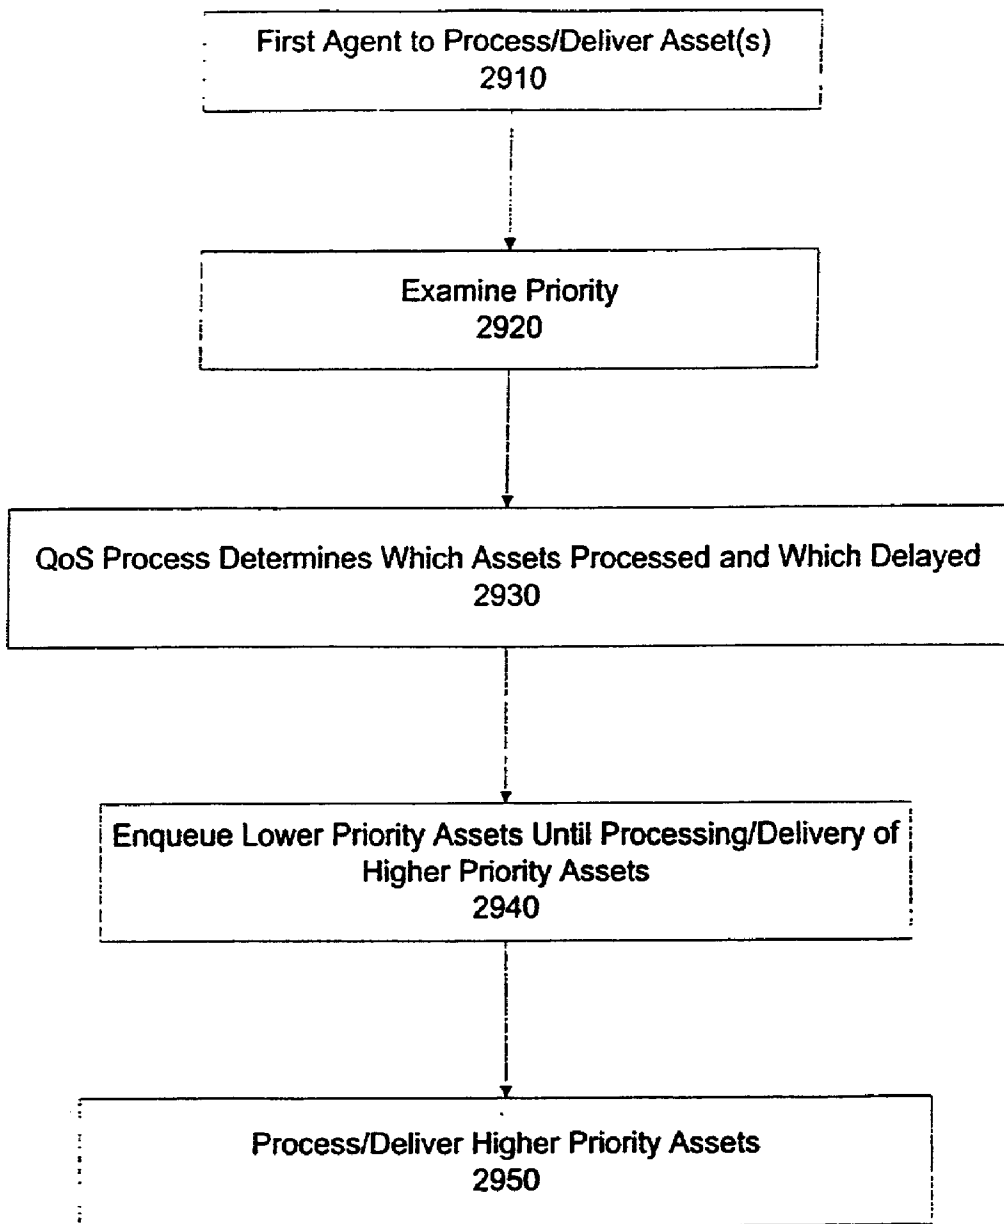 First Agent to Process/Deliver Asset(s)
2910
Examine Priority
2920
QoS Process Determines Which Assets Processed and Which Delayed
2930
Enqueue Lower Priority Assets Until Processing/Delivery of
Higher Priority Assets
2940
Process/Deliver Higher Priority Assets
2950